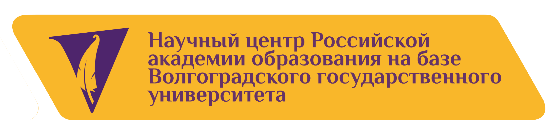 Научный центр Российской
академии образования на базе
Волгоградского государственного
университета